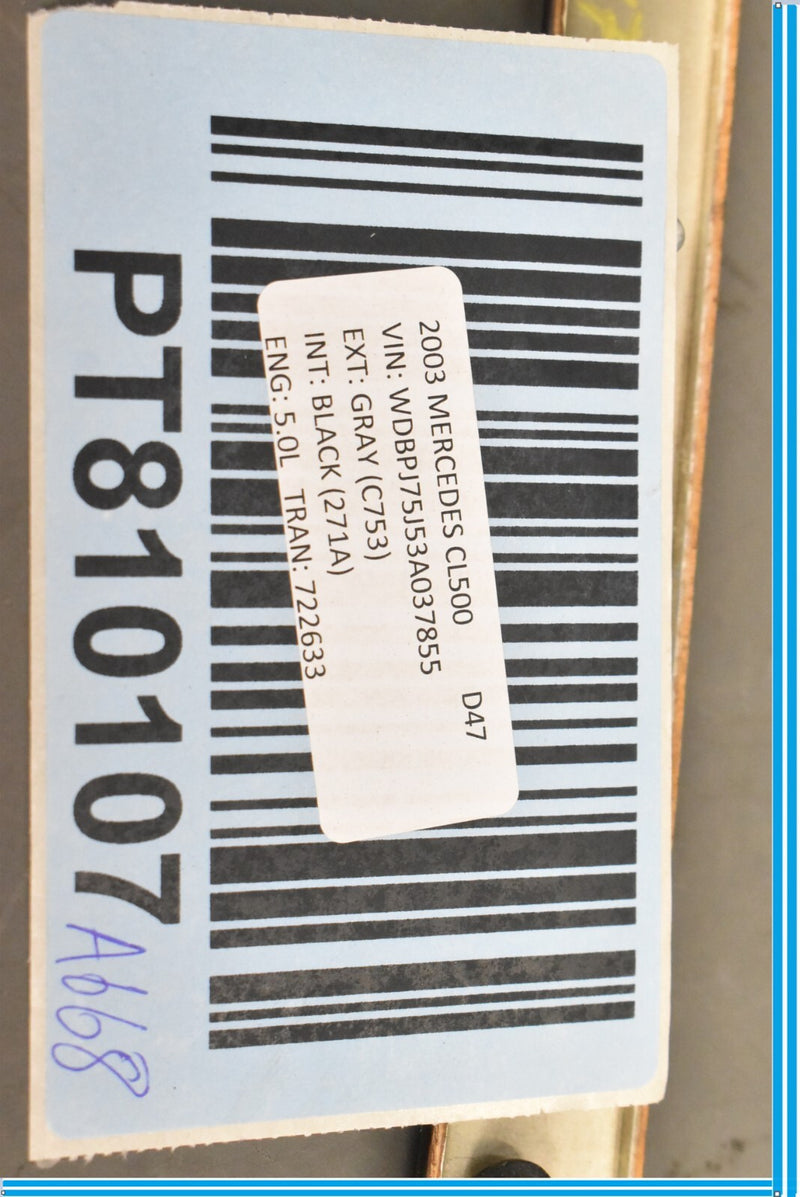 2003 MERCEDES CL500 D47
VIN: WDBPJ75J53A037855
EXT: GRAY (C753)
INT: BLACK (271A)
ENG: 5.0L TRAN: 722633
PT810107
A668